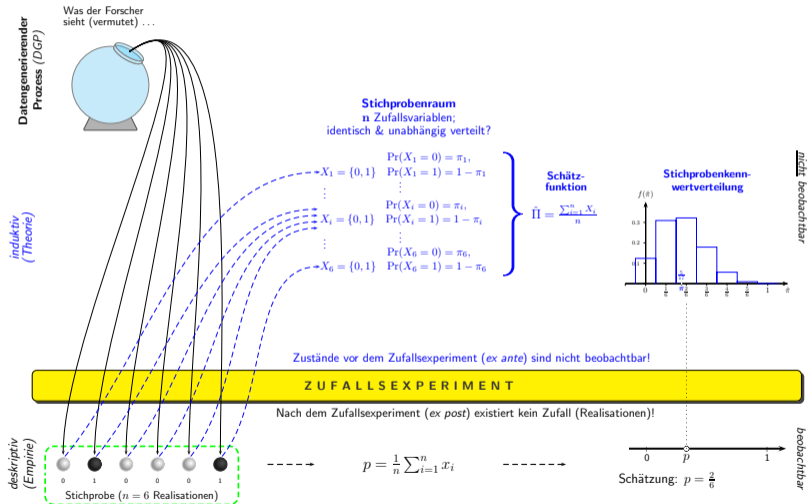 Was der Forscher
sieht (vermutet) . . .
Datengenerierender
Prozess (DGP)
Stichprobenraum
n Zufallsvariablen;
identisch & unabhängig verteilt?
Pr(X₁ = 0) = π₁,
X₁ = {0, 1} Pr(X₁ = 1) = 1 − π₁
⋮ ⋮
Pr(Xᵢ = 0) = πᵢ,
Xᵢ = {0, 1} Pr(Xᵢ = 1) = 1 − πᵢ
⋮ ⋮
Pr(X₆ = 0) = π₆,
X₆ = {0, 1} Pr(X₆ = 1) = 1 − π₆
Schätz-
funktion
Π̂ = ∑ⁿᵢ₌₁ Xᵢ / n
Stichprobenkenn-
wertverteilung
f(π̂)
0.3
0.2
0.1
0 1 π̂
nicht beobachtbar
induktiv
(Theorie)
Zustände vor dem Zufallsexperiment (ex ante) sind nicht beobachtbar!
ZUFALLSEXPERIMENT
Nach dem Zufallsexperiment (ex post) existiert kein Zufall (Realisationen)!
deskriptiv
(Empirie)
0 1 0 0 0 1
Stichprobe (n = 6 Realisationen)
p = 1/n ∑ⁿᵢ₌₁ xᵢ
0 p 1
Schätzung: p = 2/6
beobachtbar